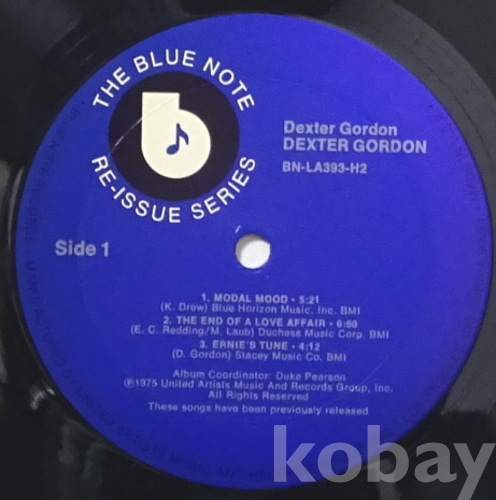 THE BLUE NOTE
RE-ISSUE SERIES
Dexter Gordon
DEXTER GORDON
BN-LA393-H2
Side 1
1. MODAL MOOD • 5:21
(K. Drew) Blue Horizon Music. Inc. BMI
2. THE END OF A LOVE AFFAIR • 6:50
(E. C. Redding/M. Laub) Duchess Music Corp. BMI
3. ERNIE'S TUNE • 4:12
(D. Gordon) Stacey Music Co. BMI
Album Coordinator: Duke Pearson
Ⓟ©1975 United Artists Music And Records Group, Inc.
All Rights Reserved
These songs have been previously released
kobay